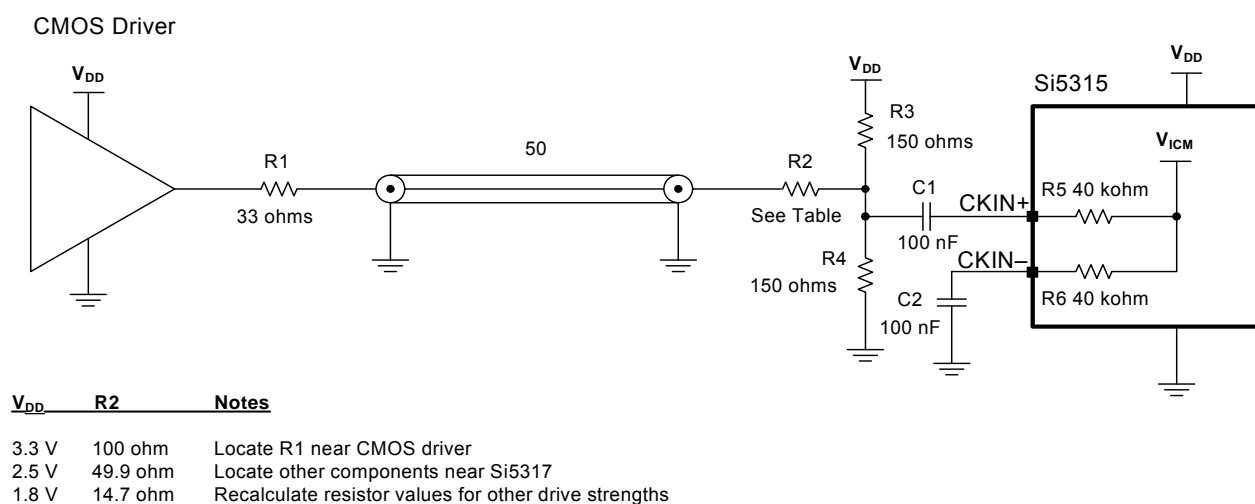 CMOS Driver
VDD
R1
33 ohms
50
R2
See Table
VDD
R3
150 ohms
R4
150 ohms
C1
100 nF
C2
100 nF
CKIN+
CKIN–
Si5315
VDD
VICM
R5 40 kohm
R6 40 kohm
VDD R2 Notes
3.3 V 100 ohm Locate R1 near CMOS driver
2.5 V 49.9 ohm Locate other components near Si5317
1.8 V 14.7 ohm Recalculate resistor values for other drive strengths